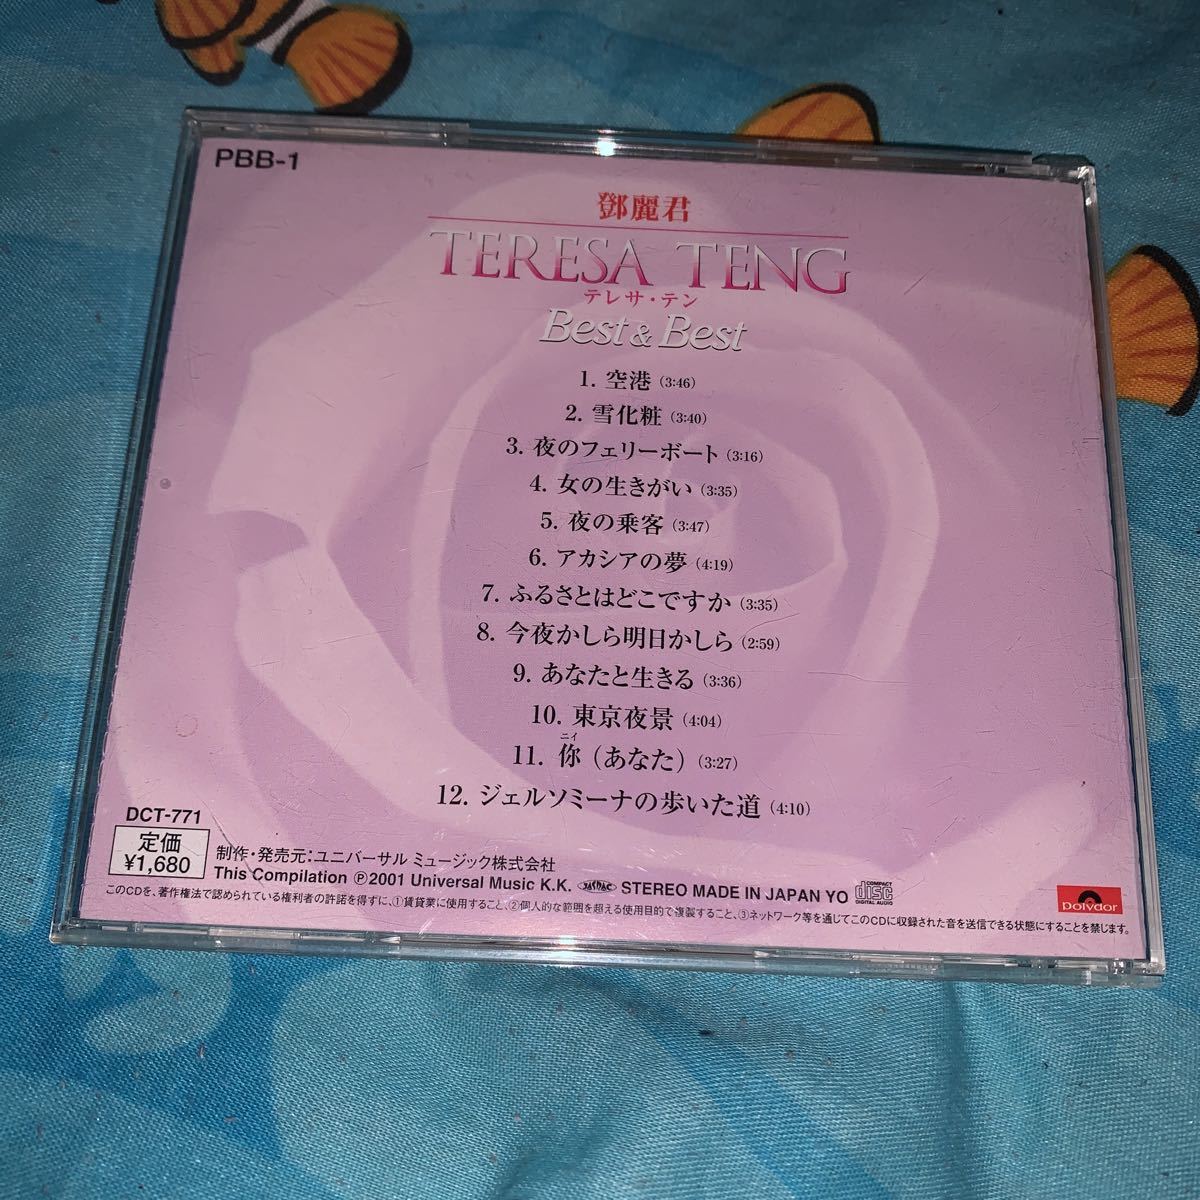 PBB-1
鄧麗君
TERESA TENG
テレサ・テン
Best & Best
1. 空港 (3:46)
2. 雪化粧 (3:40)
3. 夜のフェリーボート (3:16)
4. 女の生きがい (3:35)
5. 夜の乗客 (3:47)
6. アカシアの夢 (4:19)
7. ふるさとはどこですか (3:35)
8. 今夜かしら明日かしら (2:59)
9. あなたと生きる (3:36)
10. 東京夜景 (4:04)
ニイ
11. 你 (あなた) (3:27)
12. ジェルソミーナの歩いた道 (4:10)
DCT-771
定価
¥1,680
制作・発売元:ユニバーサル ミュージック株式会社
This Compilation ℗2001 Universal Music K.K. JASRAC STEREO MADE IN JAPAN YO COMPACT disc DIGITAL AUDIO
polydor
このCDを、著作権法で認められている権利者の許諾を得ずに、①賃貸業に使用すること、②個人的な範囲を超える使用目的で複製すること、③ネットワーク等を通じてこのCDに収録された音を送信できる状態にすることを禁じます。